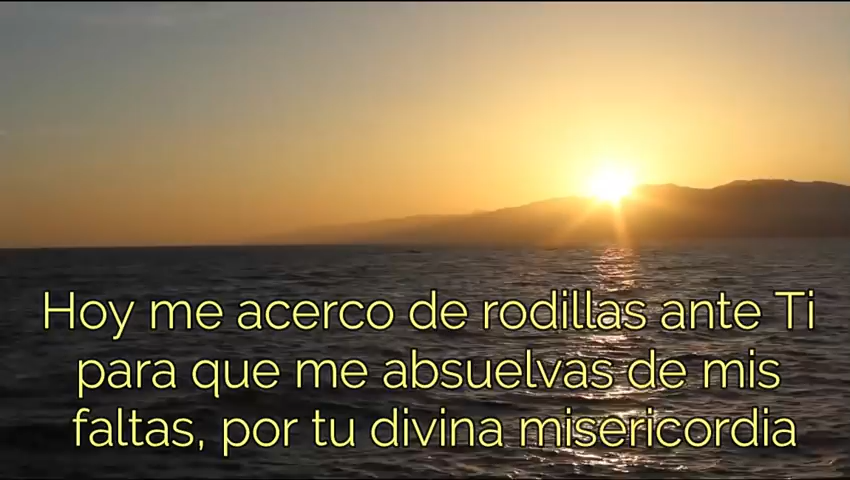 Hoy me acerco de rodillas ante Ti
para que me absuelvas de mis
faltas, por tu divina misericordia